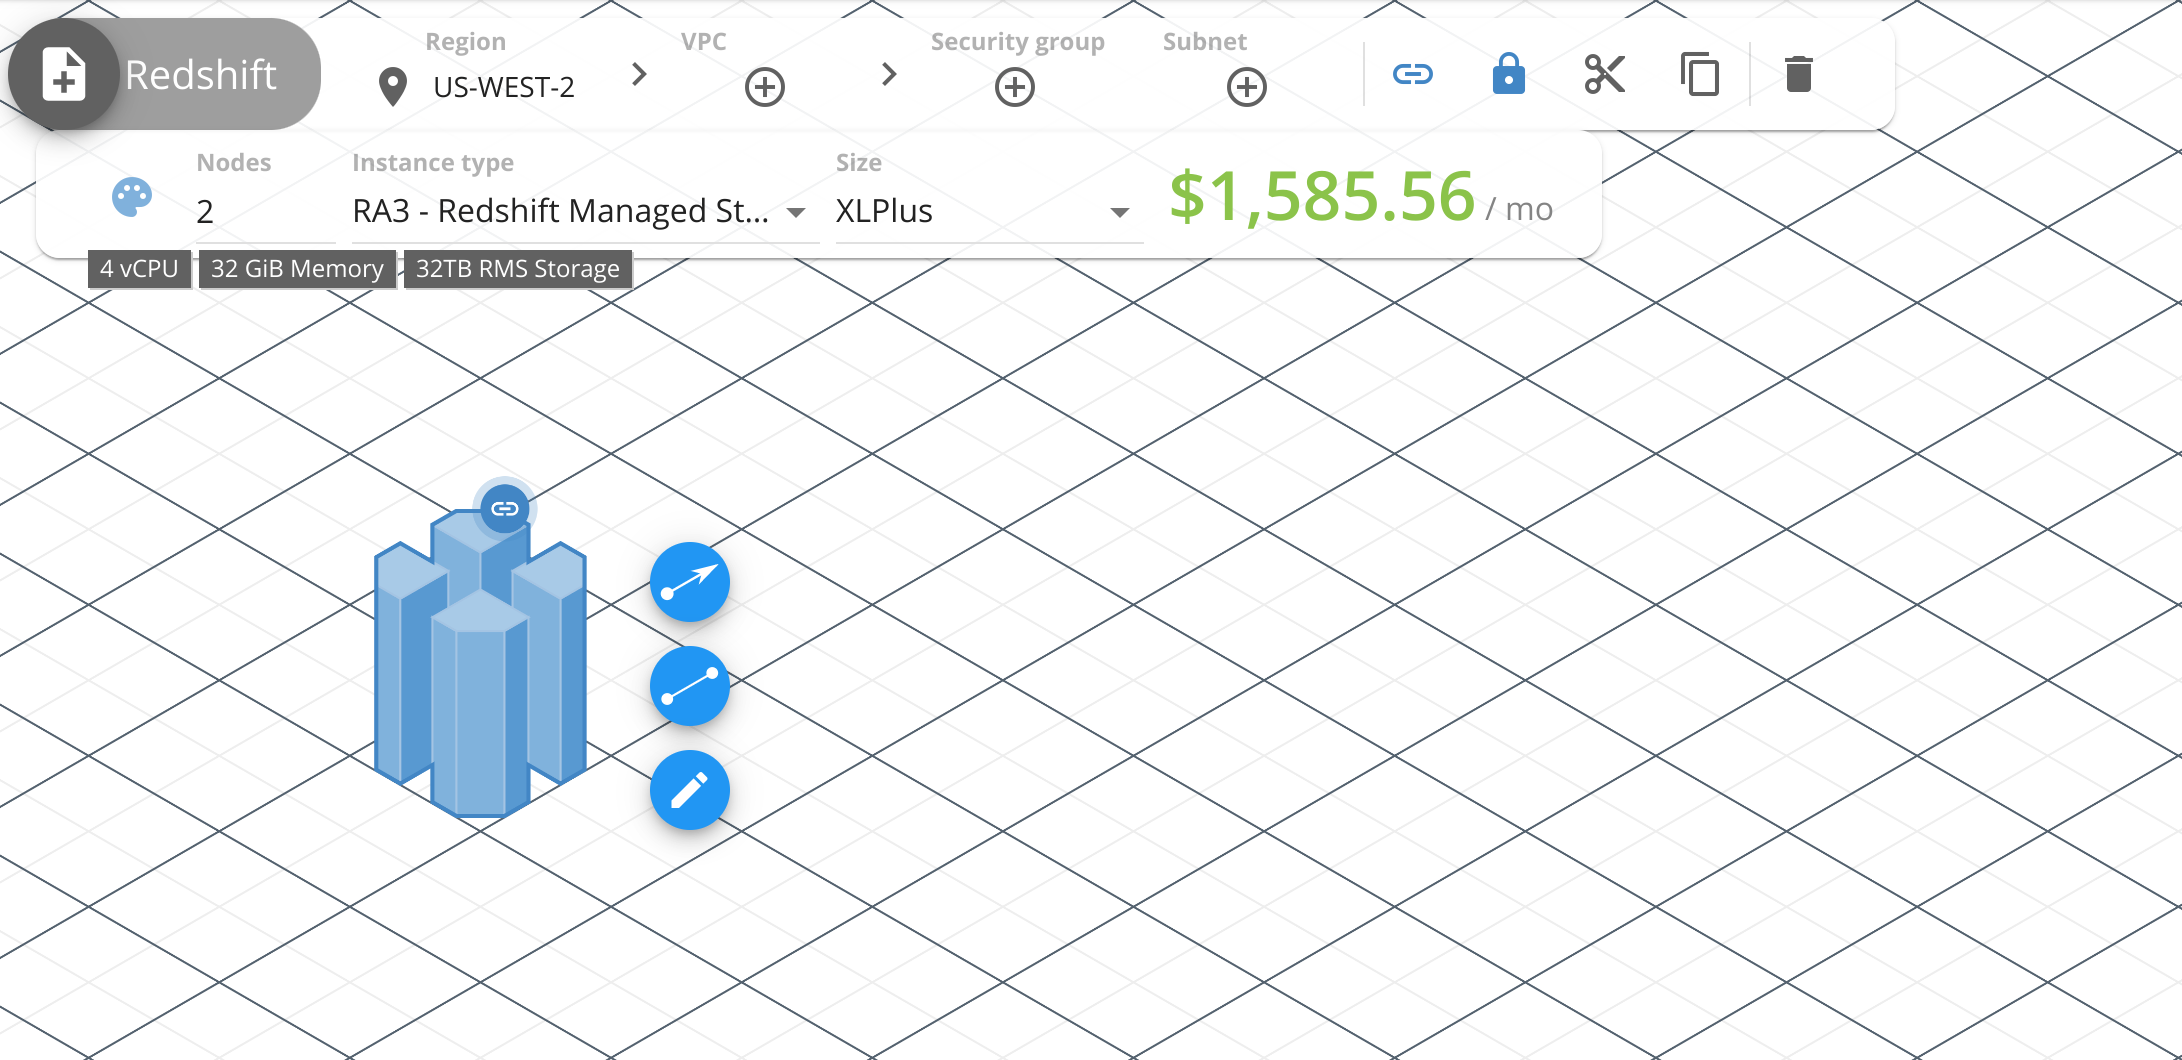 Redshift
Region
US-WEST-2
VPC
Security group
Subnet
Nodes
2
Instance type
RA3 - Redshift Managed St...
Size
XLPlus
$1,585.56 / mo
4 vCPU
32 GiB Memory
32TB RMS Storage